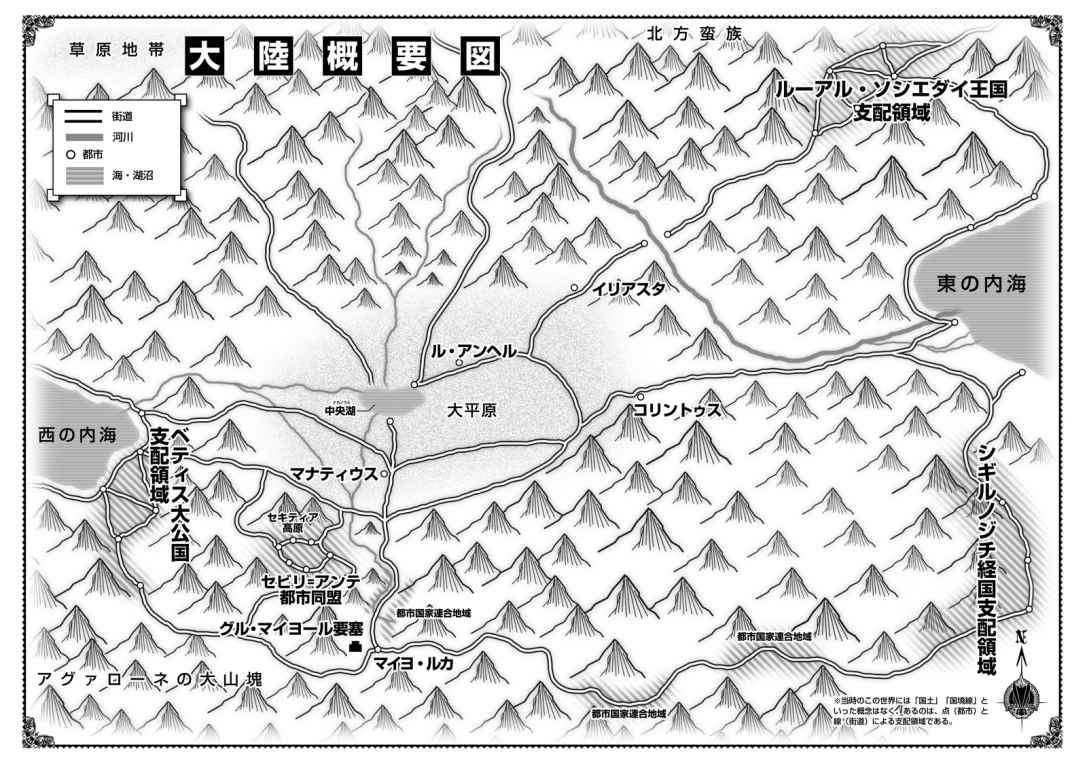 草原地帯
大陸概要図
北方蛮族
街道
河川
都市
海・湖沼
ルーアル・ソシエダイ王国
支配領域
東の内海
イリアスタ
ル・アンヘル
中央湖
大平原
コリントゥス
西の内海
ベティス大公国
支配領域
マナティウス
セキティア
高原
セビリ=アンテ
都市同盟
シギルノジチ経国支配領域
都市国家連合地域
グル・マイヨール要塞
マイヨ・ルカ
都市国家連合地域
都市国家連合地域
アグァローネの大山塊
N
※当時のこの世界には「国土」「国境線」と
いった概念はなく、あるのは、点（都市）と
線（街道）による支配領域である。